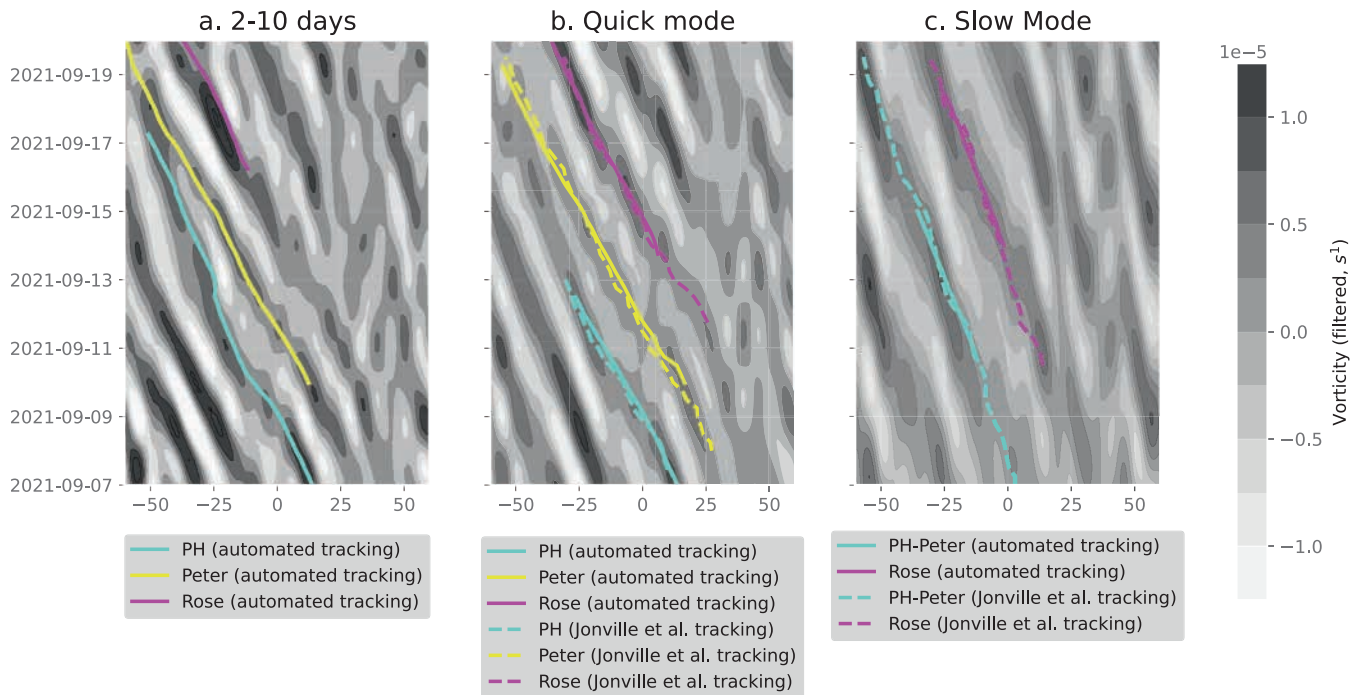 a. 2-10 days
b. Quick mode
c. Slow Mode
1e−5
2021-09-19
2021-09-17
2021-09-15
2021-09-13
2021-09-11
2021-09-09
2021-09-07
−50
−25
0
25
50
−50
−25
0
25
50
−50
−25
0
25
50
1.0
0.5
0.0
−0.5
−1.0
Vorticity (filtered, s¹)
PH (automated tracking)
Peter (automated tracking)
Rose (automated tracking)
PH (automated tracking)
Peter (automated tracking)
Rose (automated tracking)
PH (Jonville et al. tracking)
Peter (Jonville et al. tracking)
Rose (Jonville et al. tracking)
PH-Peter (automated tracking)
Rose (automated tracking)
PH-Peter (Jonville et al. tracking)
Rose (Jonville et al. tracking)